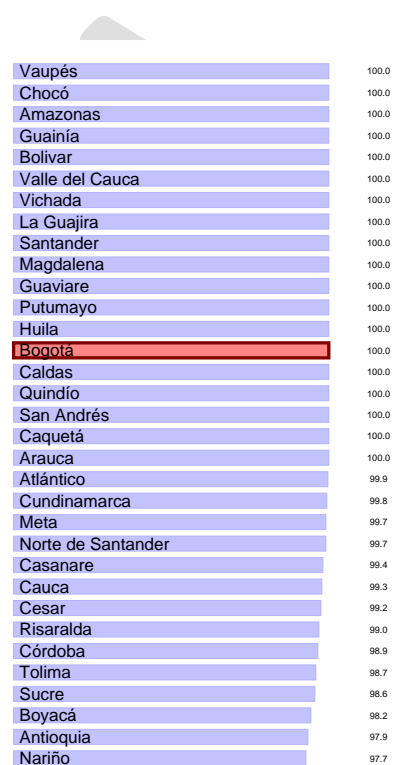 Vaupés 100.0
Chocó 100.0
Amazonas 100.0
Guainía 100.0
Bolivar 100.0
Valle del Cauca 100.0
Vichada 100.0
La Guajira 100.0
Santander 100.0
Magdalena 100.0
Guaviare 100.0
Putumayo 100.0
Huila 100.0
Bogotá 100.0
Caldas 100.0
Quindío 100.0
San Andrés 100.0
Caquetá 100.0
Arauca 100.0
Atlántico 99.9
Cundinamarca 99.8
Meta 99.7
Norte de Santander 99.7
Casanare 99.4
Cauca 99.3
Cesar 99.2
Risaralda 99.0
Córdoba 98.9
Tolima 98.7
Sucre 98.6
Boyacá 98.2
Antioquia 97.9
Nariño 97.7